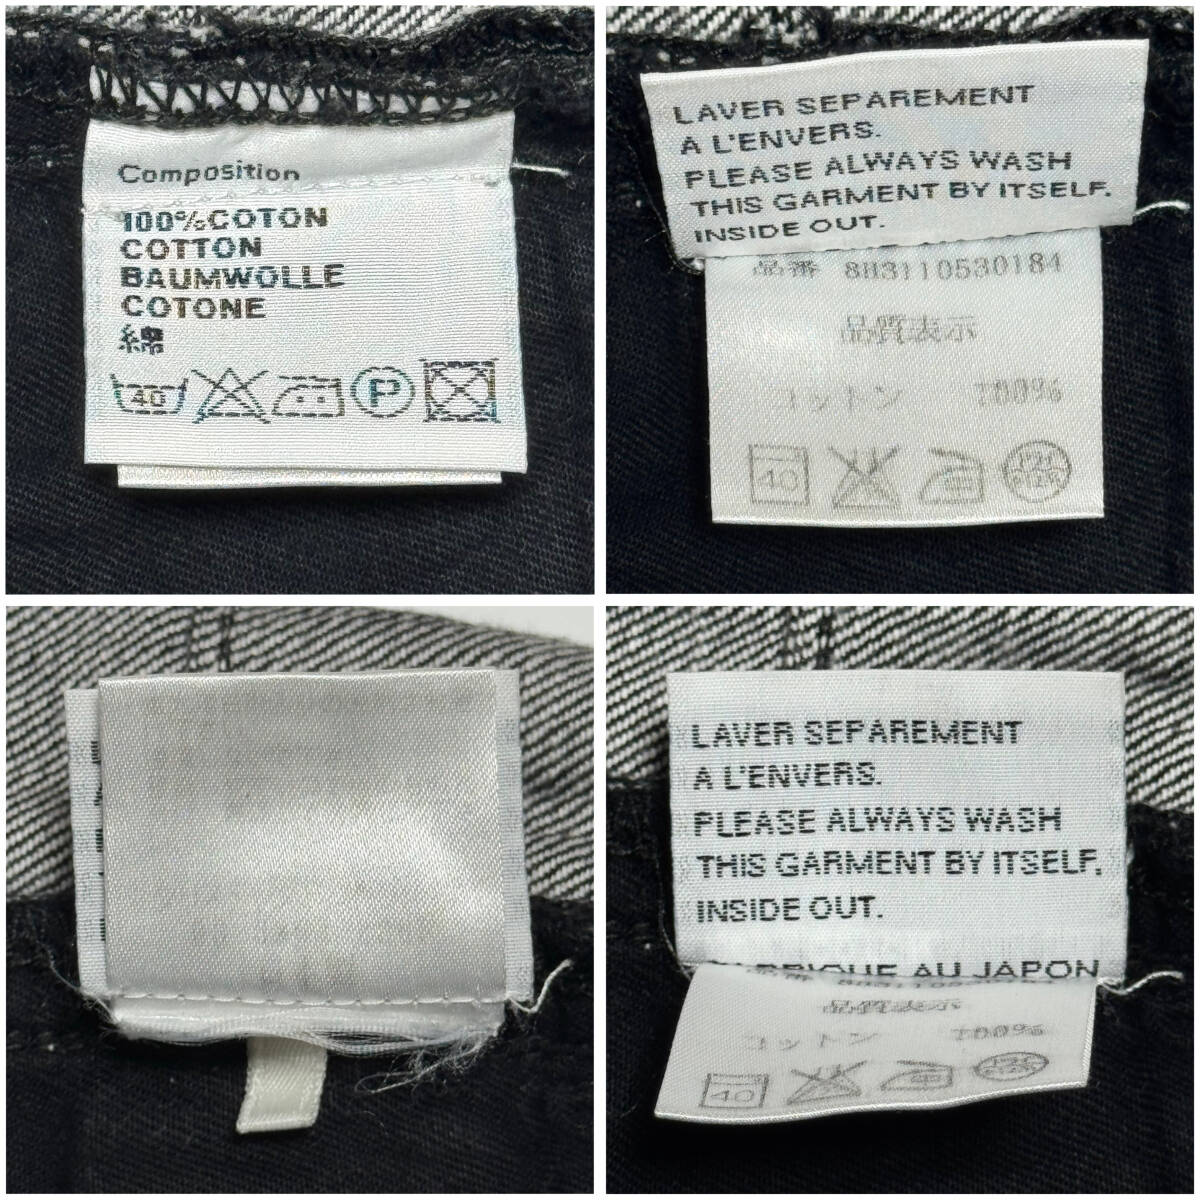 Composition
100%COTON
COTTON
BAUMWOLLE
COTONE
綿
40
P
LAVER SEPAREMENT
A L'ENVERS.
PLEASE ALWAYS WASH
THIS GARMENT BY ITSELF.
INSIDE OUT.
品番 883110530184
品質表示
コットン 100%
40
LAVER SEPAREMENT
A L'ENVERS.
PLEASE ALWAYS WASH
THIS GARMENT BY ITSELF.
INSIDE OUT.
FABRIQUE AU JAPON
品質表示
コットン 100%
40